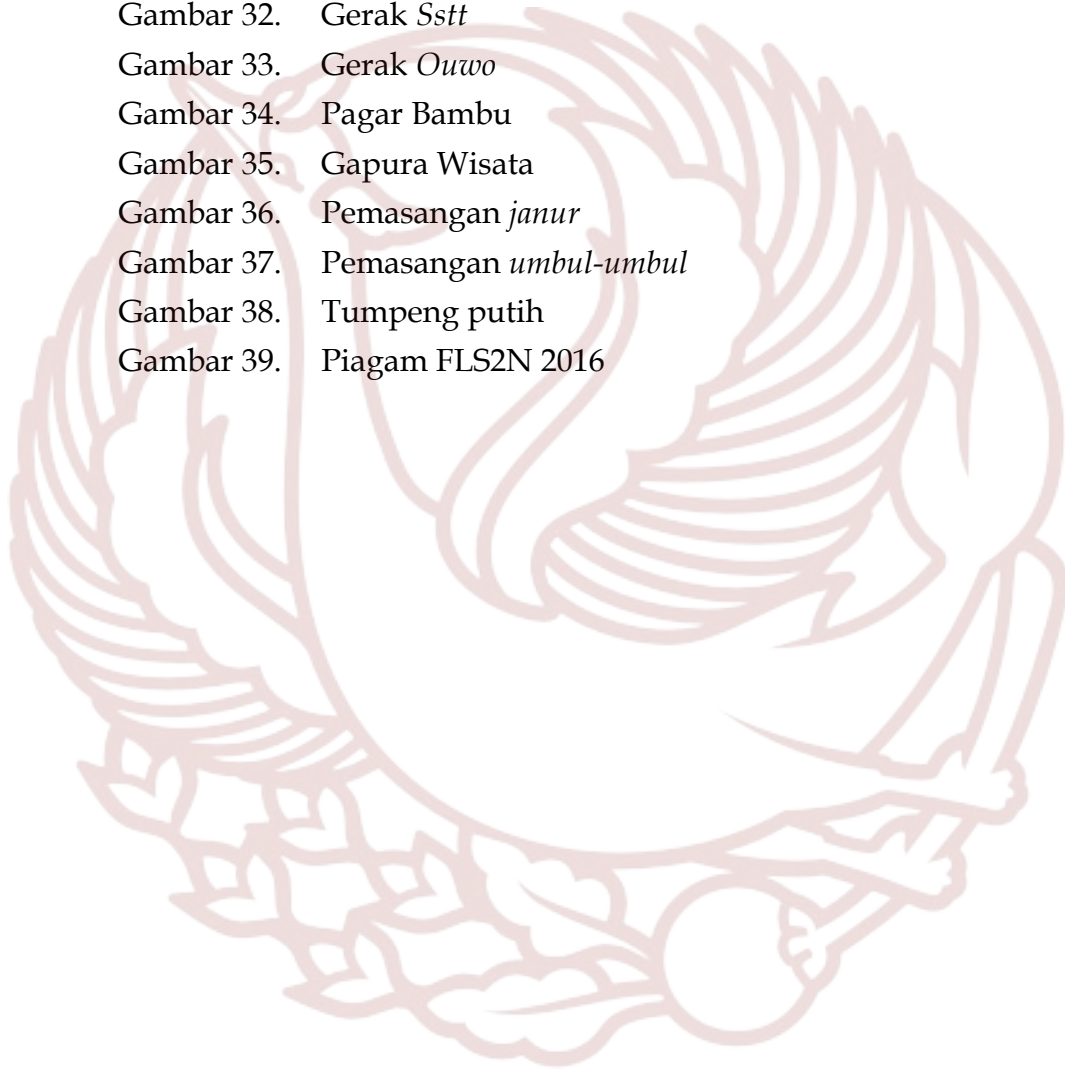 Gambar 32. Gerak Sstt
Gambar 33. Gerak Ouwo
Gambar 34. Pagar Bambu
Gambar 35. Gapura Wisata
Gambar 36. Pemasangan janur
Gambar 37. Pemasangan umbul-umbul
Gambar 38. Tumpeng putih
Gambar 39. Piagam FLS2N 2016